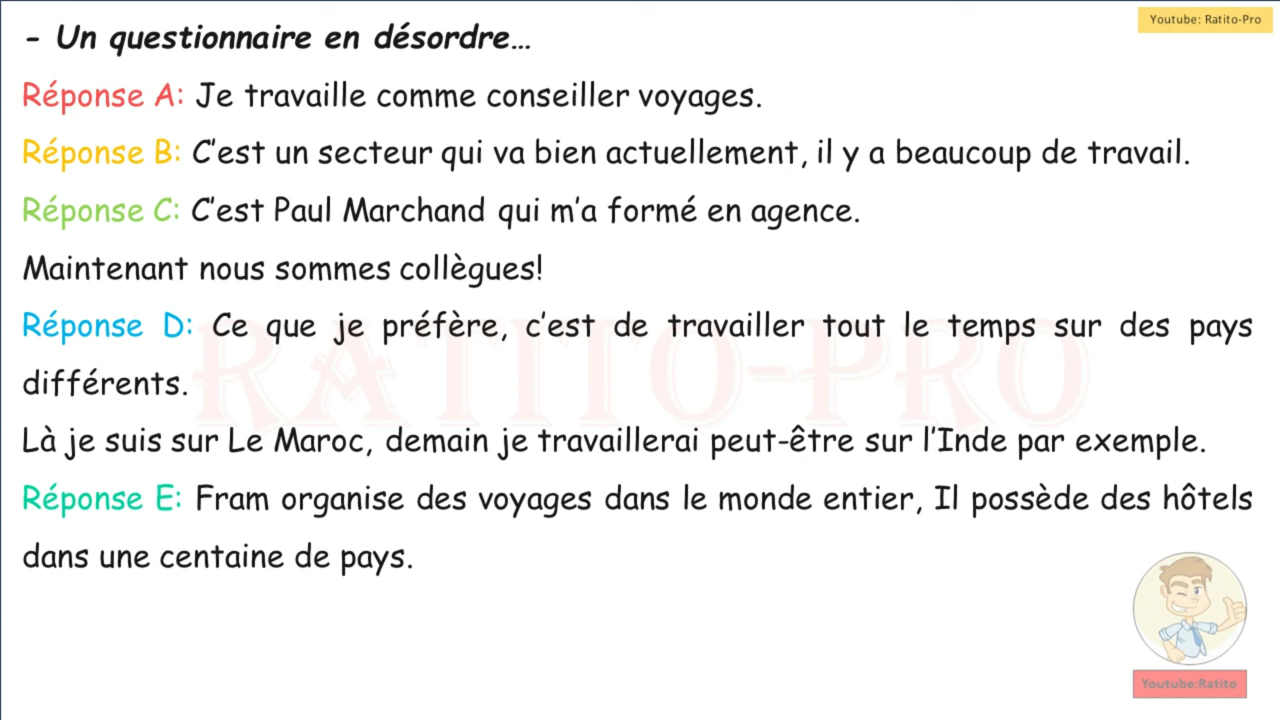 Youtube: Ratito-Pro
- Un questionnaire en désordre…
Réponse A: Je travaille comme conseiller voyages.
Réponse B: C’est un secteur qui va bien actuellement, il y a beaucoup de travail.
Réponse C: C’est Paul Marchand qui m’a formé en agence.
Maintenant nous sommes collègues!
Réponse D: Ce que je préfère, c’est de travailler tout le temps sur des pays
différents.
Là je suis sur Le Maroc, demain je travaillerai peut-être sur l’Inde par exemple.
Réponse E: Fram organise des voyages dans le monde entier, Il possède des hôtels
dans une centaine de pays.
RATITO-PRO
Youtube:Ratito